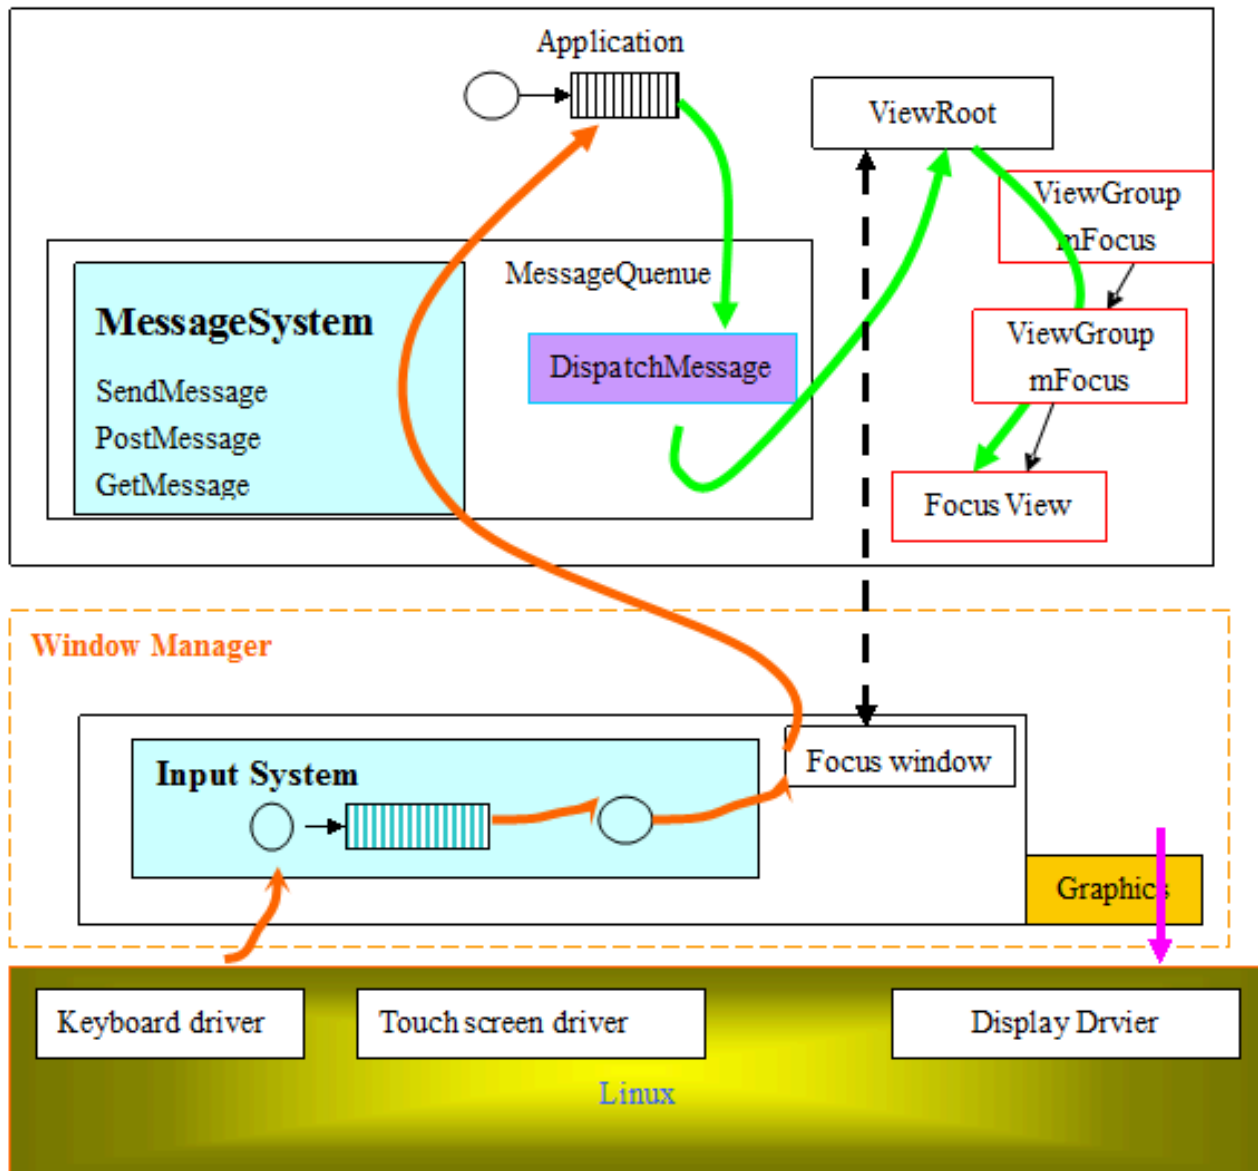 Application
ViewRoot
ViewGroup
mFocus
MessageQuenue
MessageSystem
ViewGroup
mFocus
DispatchMessage
SendMessage
PostMessage
GetMessage
Focus View
Window Manager
Focus window
Input System
Graphics
Keyboard driver
Touch screen driver
Display Drvier
Linux